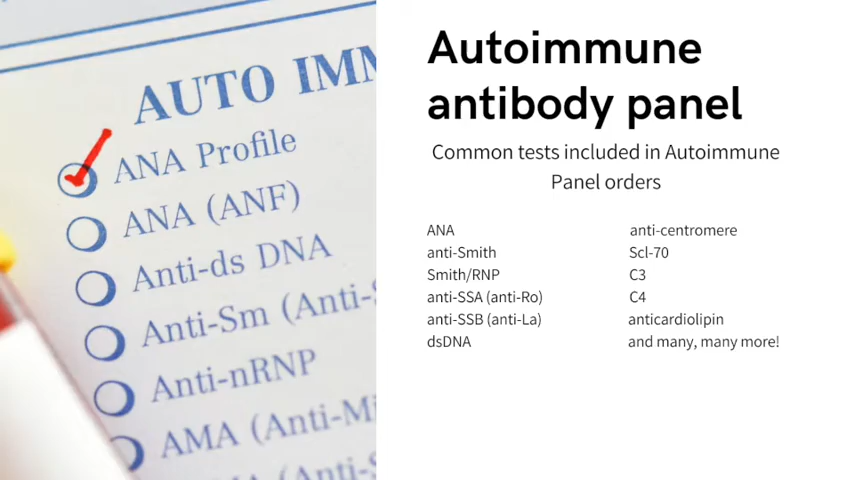 AUTO IMM
ANA Profile
ANA (ANF)
Anti-ds DNA
Anti-Sm (Anti-
Anti-nRNP
AMA (Anti-Mi
(Anti-
Autoimmune
antibody panel
Common tests included in Autoimmune
Panel orders
ANA
anti-Smith
Smith/RNP
anti-SSA (anti-Ro)
anti-SSB (anti-La)
dsDNA
anti-centromere
Scl-70
C3
C4
anticardiolipin
and many, many more!